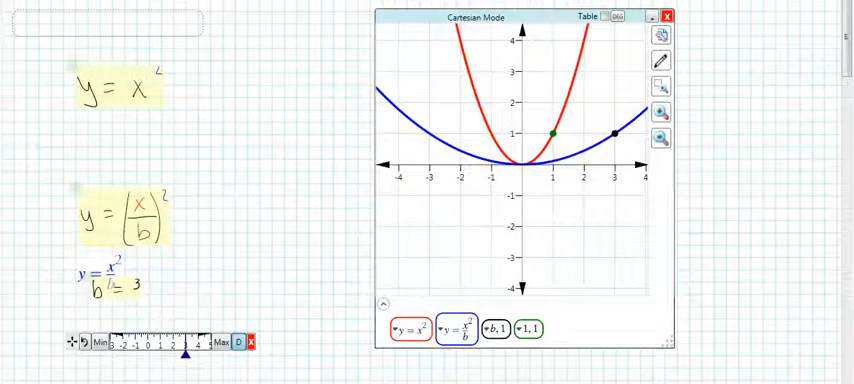 Cartesian Mode Table DEG
y = x²
4
3
2
1
-4 -3 -2 -1 1 2 3 4
-1
-2
-3
-4
y = (x/b)²
y = x²/b
b = 3
y = x² y = x²/b b, 1 1, 1
Min -3 -2 -1 0 1 2 3 4 5 Max D